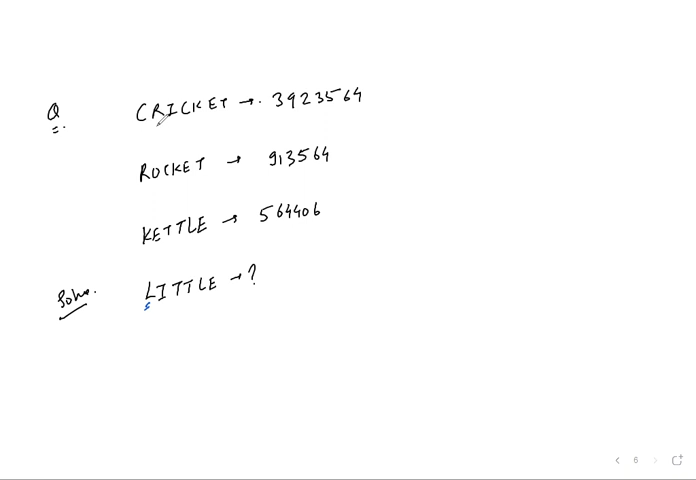 Q CRICKET → 3923564
ROCKET → 913564
KETTLE → 564406
Soln. LITTLE → ?
6